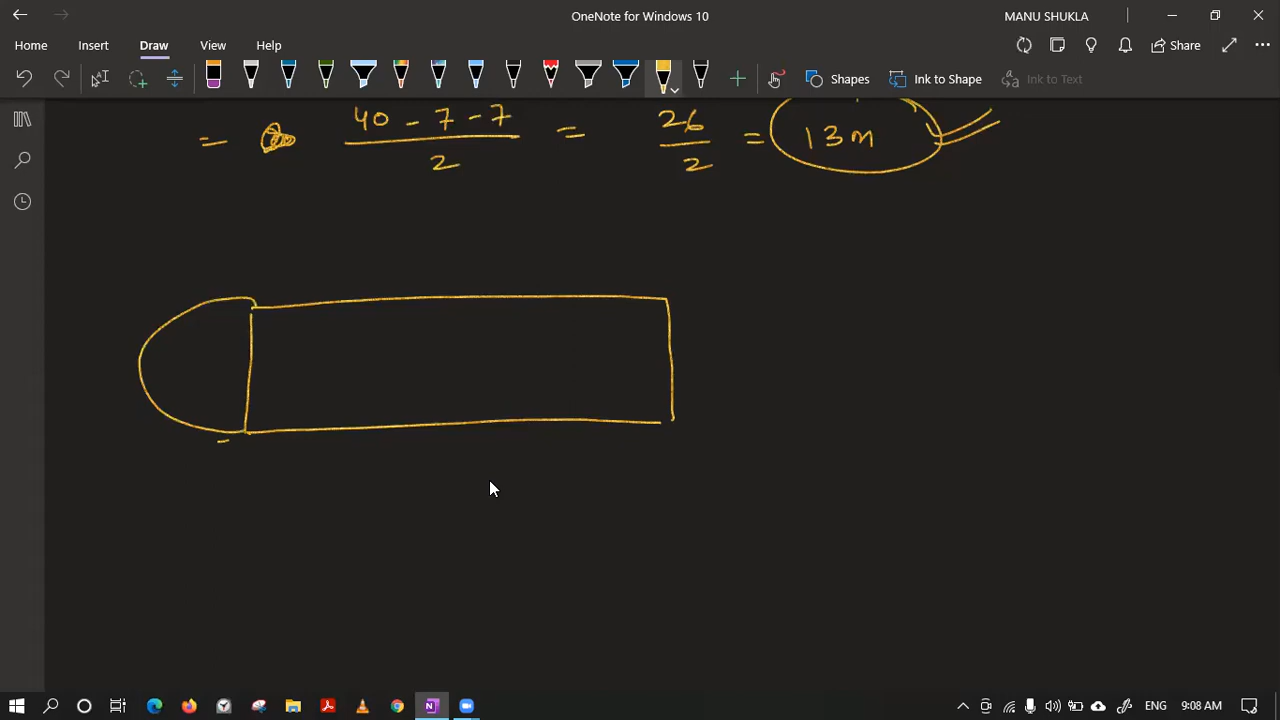 OneNote for Windows 10
MANU SHUKLA
Home Insert Draw View Help
Share
Shapes
Ink to Shape
Ink to Text
= 40 - 7 - 7 / 2 = 26 / 2 = 13m
ENG 9:08 AM